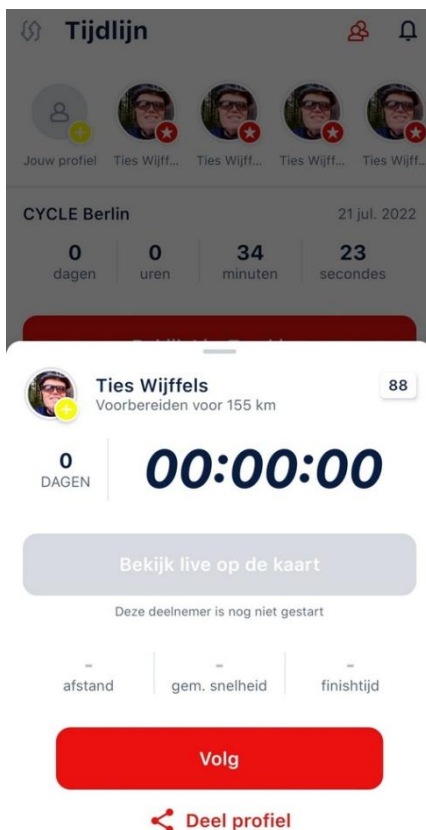 Tijdlijn
Jouw profiel Ties Wijff... Ties Wijff... Ties Wijff... Ties Wijff..
CYCLE Berlin 21 jul. 2022
0 0 34 23
dagen uren minuten secondes
Ties Wijffels 88
Voorbereiden voor 155 km
0
DAGEN 00:00:00
Bekijk live op de kaart
Deze deelnemer is nog niet gestart
- - -
afstand gem. snelheid finishtijd
Volg
Deel profiel